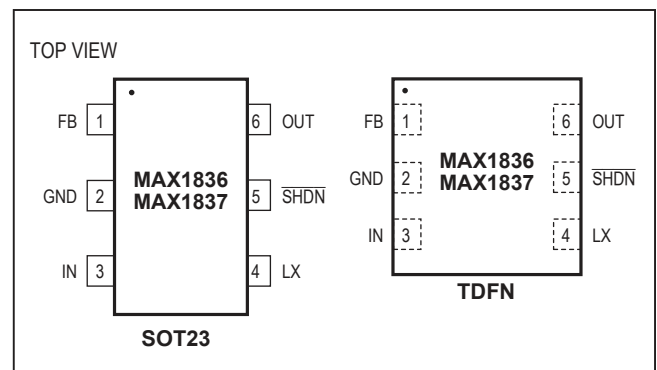 TOP VIEW
FB 1
6 OUT
GND 2
MAX1836
MAX1837
5 SHDN
IN 3
4 LX
SOT23
FB 1
6 OUT
GND 2
MAX1836
MAX1837
5 SHDN
IN 3
4 LX
TDFN